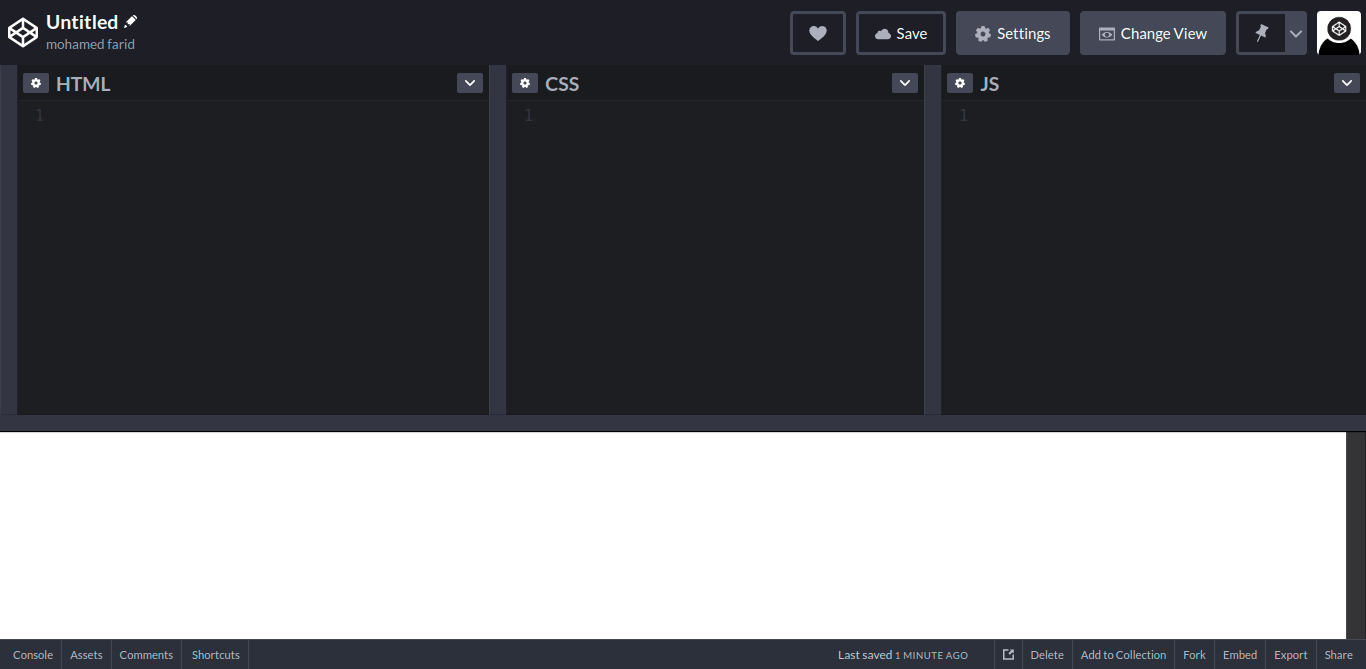 Untitled
mohamed farid
Save
Settings
Change View
HTML
CSS
JS
1
1
1
Console
Assets
Comments
Shortcuts
Last saved 1 MINUTE AGO
Delete
Add to Collection
Fork
Embed
Export
Share